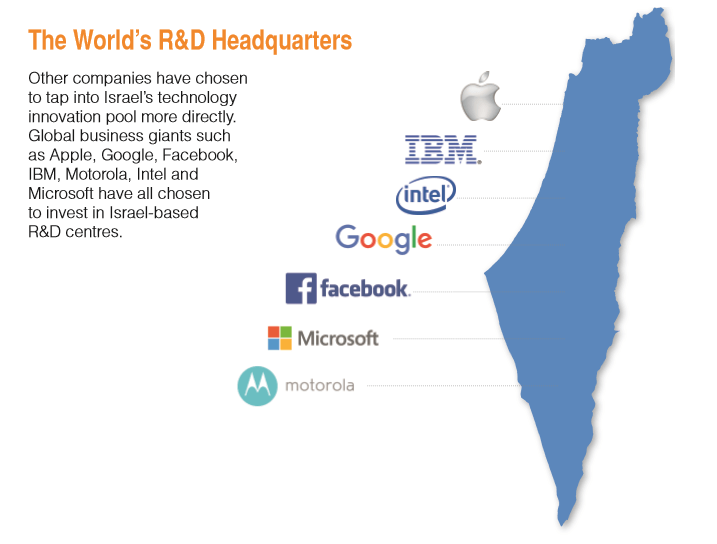 The World's R&D Headquarters
Other companies have chosen
to tap into Israel's technology
innovation pool more directly.
Global business giants such
as Apple, Google, Facebook,
IBM, Motorola, Intel and
Microsoft have all chosen
to invest in Israel-based
R&D centres.
IBM.
intel
Google
facebook.
Microsoft
motorola